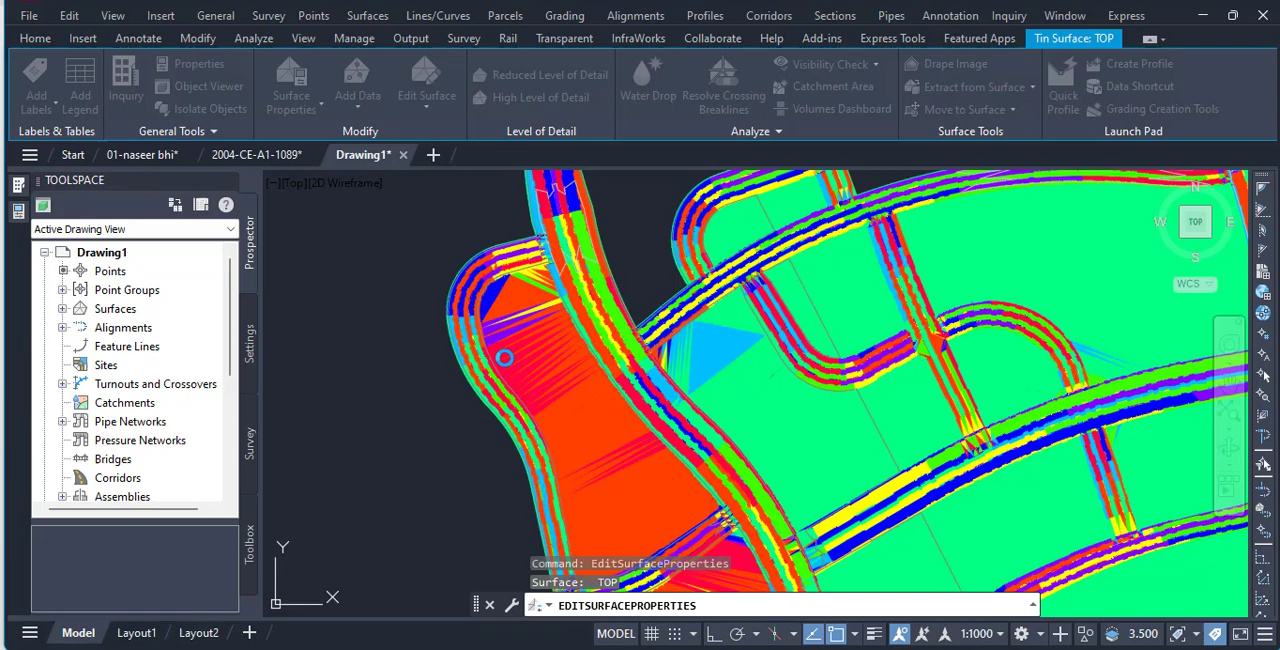 File Edit View Insert General Survey Points Surfaces Lines/Curves Parcels Grading Alignments Profiles Corridors Sections Pipes Annotation Inquiry Window Express
Home Insert Annotate Modify Analyze View Manage Output Survey Rail Transparent InfraWorks Collaborate Help Add-ins Express Tools Featured Apps Tin Surface: TOP
Add Labels
Add Legend
Inquiry
Properties
Object Viewer
Isolate Objects
Surface Properties
Add Data
Edit Surface
Reduced Level of Detail
High Level of Detail
Water Drop
Resolve Crossing Breaklines
Visibility Check
Catchment Area
Volumes Dashboard
Drape Image
Extract from Surface
Move to Surface
Quick Profile
Create Profile
Data Shortcut
Grading Creation Tools
Labels & Tables General Tools Modify Level of Detail Analyze Surface Tools Launch Pad
Start 01-naseer bhi* 2004-CE-A1-1089* Drawing1*
TOOLSPACE
[−][Top][2D Wireframe]
Active Drawing View
Drawing1
Points
Point Groups
Surfaces
Alignments
Feature Lines
Sites
Turnouts and Crossovers
Catchments
Pipe Networks
Pressure Networks
Bridges
Corridors
Assemblies
Prospector
Settings
Survey
Toolbox
N
W TOP E
S
WCS
Y
X
Command: EditSurfaceProperties
Surface: TOP
EDITSURFACEPROPERTIES
Model Layout1 Layout2
MODEL 1:1000 3.500